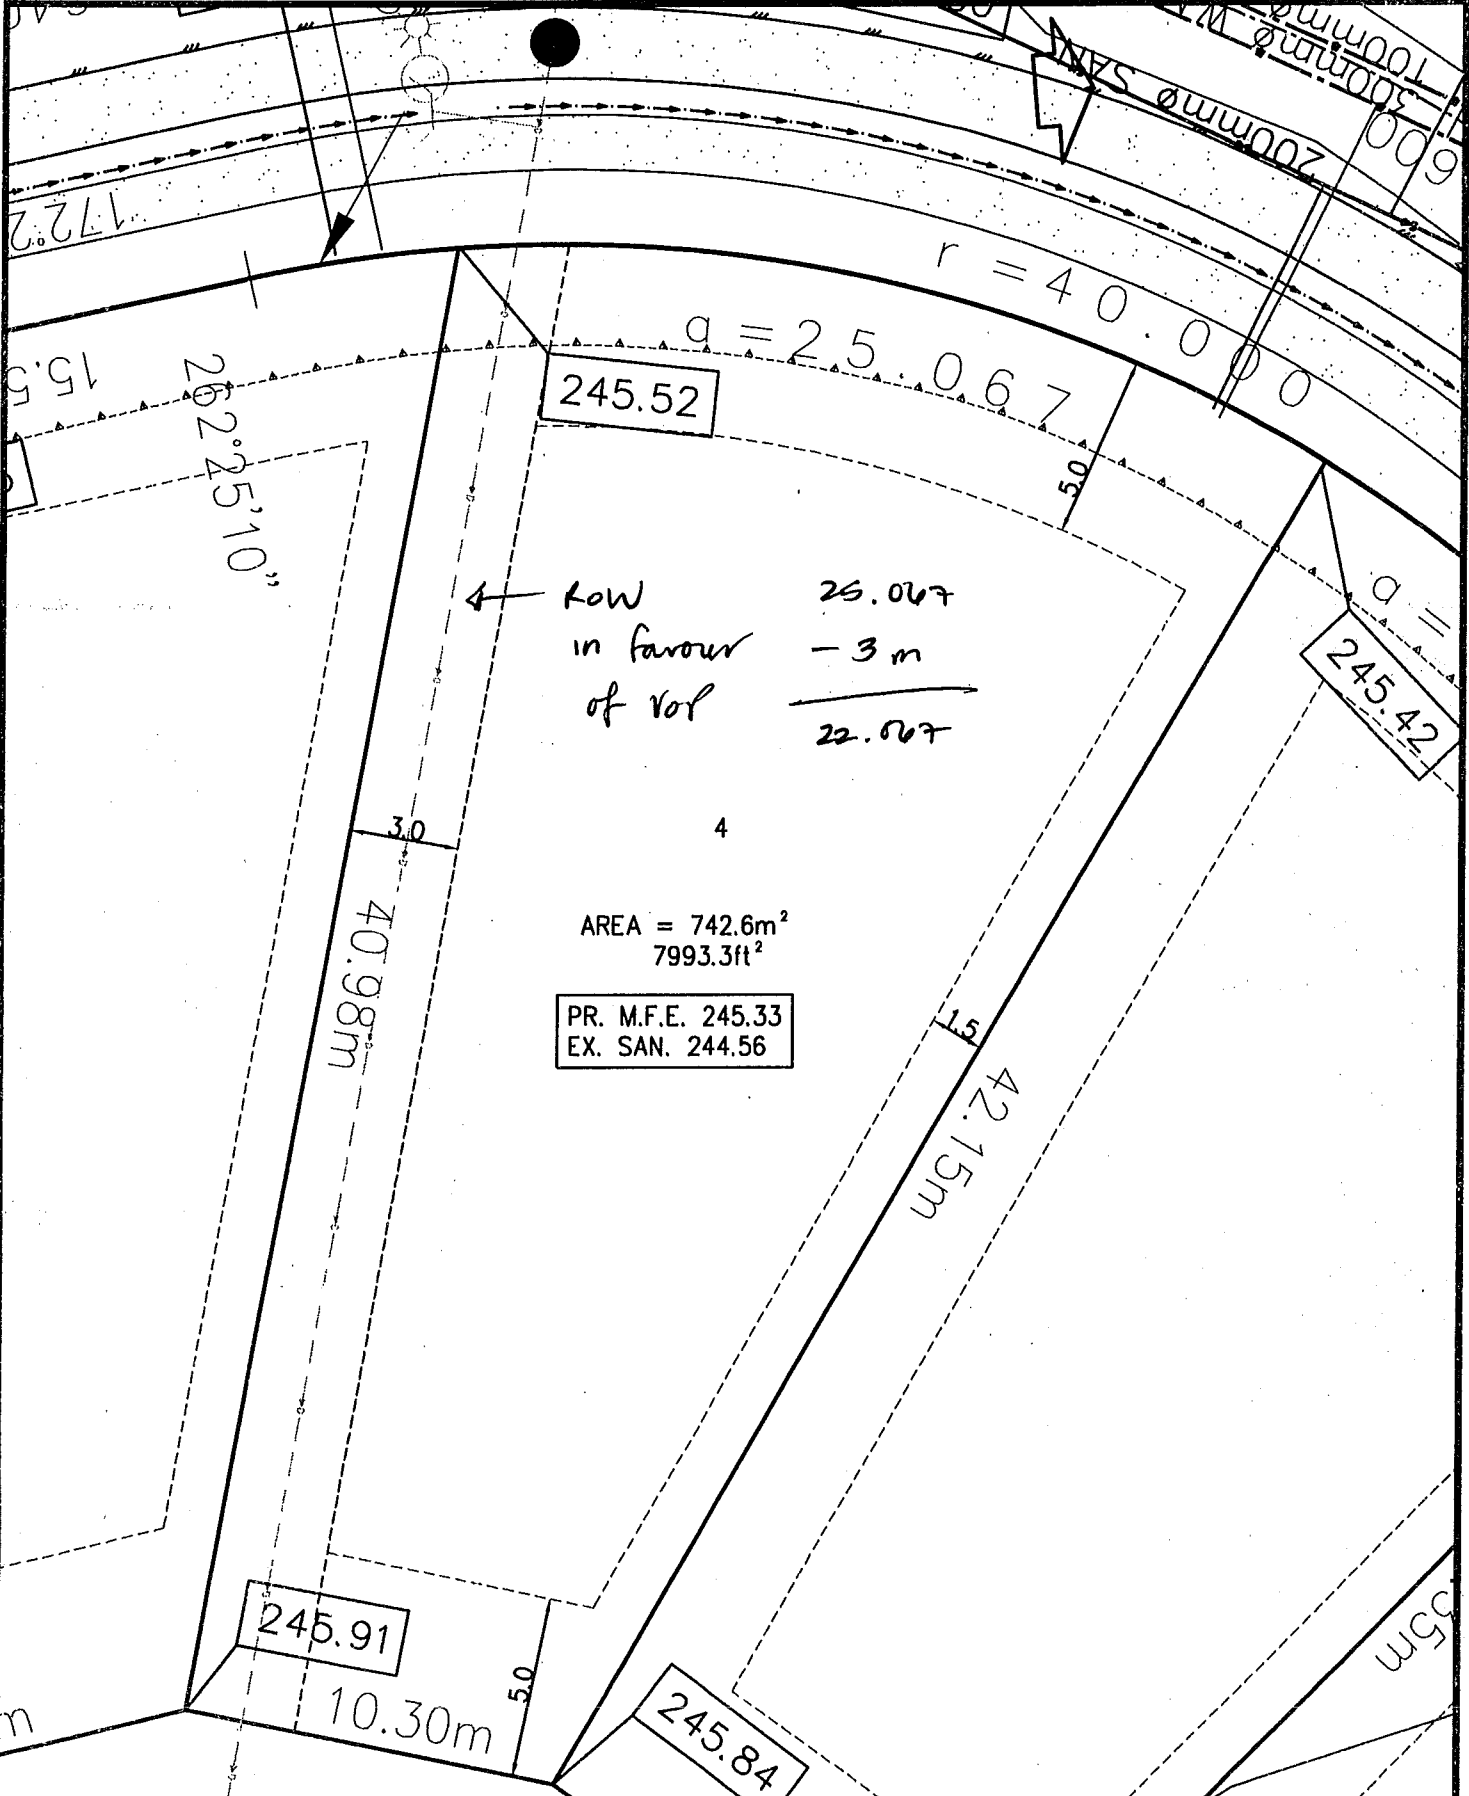 100mmø
300mmø W
200mmø SAN
600
172°2
r = 40.000
a = 25.067
15.5
262°25'10"
245.52
5.0
a =
245.42
ROW
in favour
of VOP
25.067
- 3 m
22.067
3.0
4
40.98m
AREA = 742.6m²
7993.3ft²
PR. M.F.E. 245.33
EX. SAN. 244.56
1.5
42.15m
245.91
5.0
10.30m
245.84
35m
m